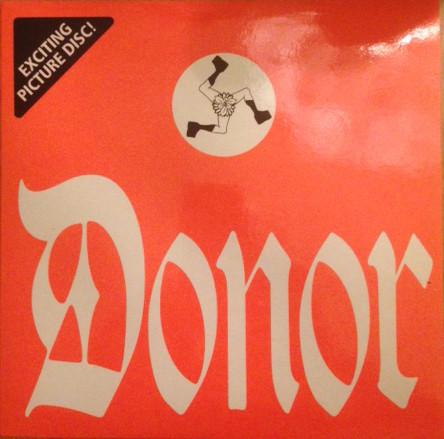 EXCITING
PICTURE DISC!
Donor